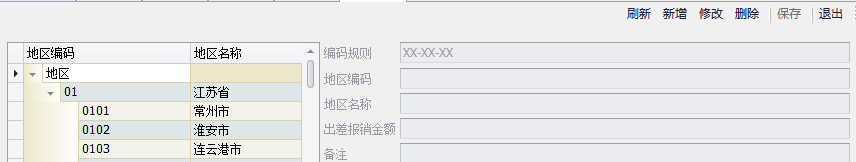 刷新 新增 修改 删除 保存 退出
地区编码 地区名称
地区
01 江苏省
0101 常州市
0102 淮安市
0103 连云港市
编码规则 XX-XX-XX
地区编码
地区名称
出差报销金额
备注